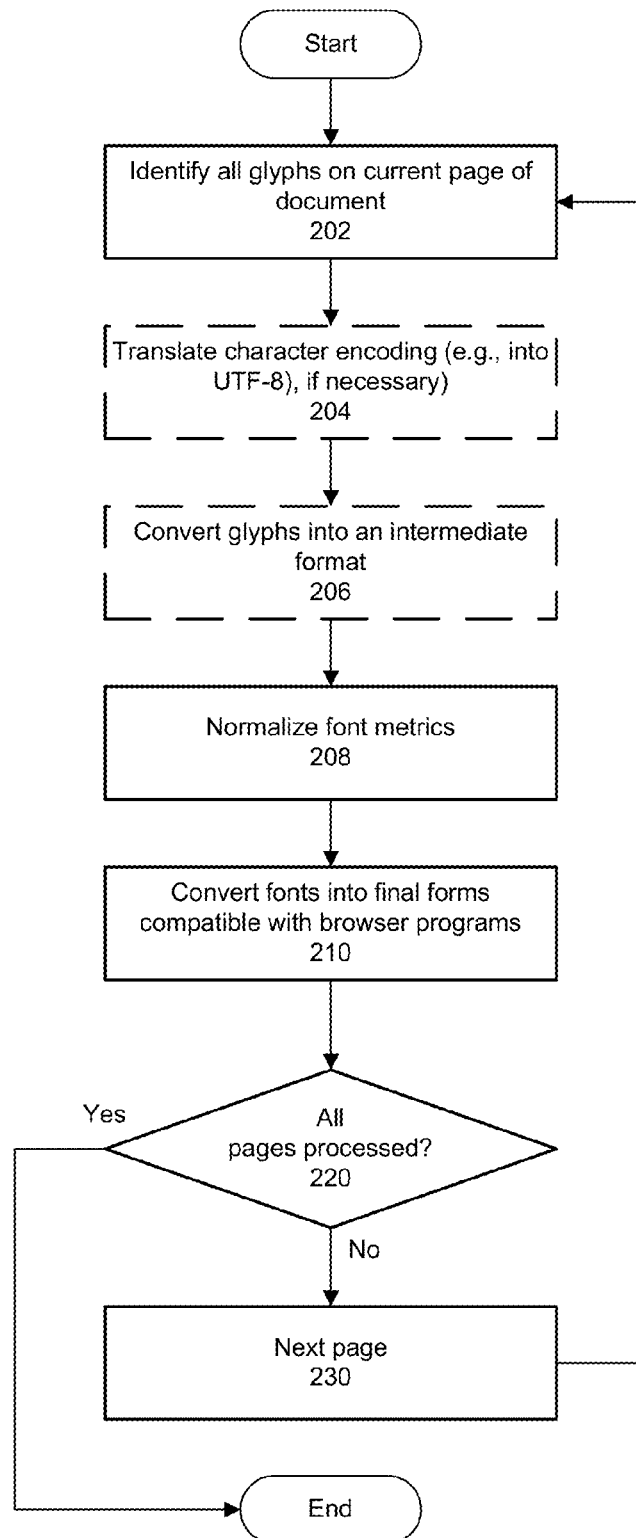 Start
Identify all glyphs on current page of
document
202
Translate character encoding (e.g., into
UTF-8), if necessary)
204
Convert glyphs into an intermediate
format
206
Normalize font metrics
208
Convert fonts into final forms
compatible with browser programs
210
Yes
All
pages processed?
220
No
Next page
230
End